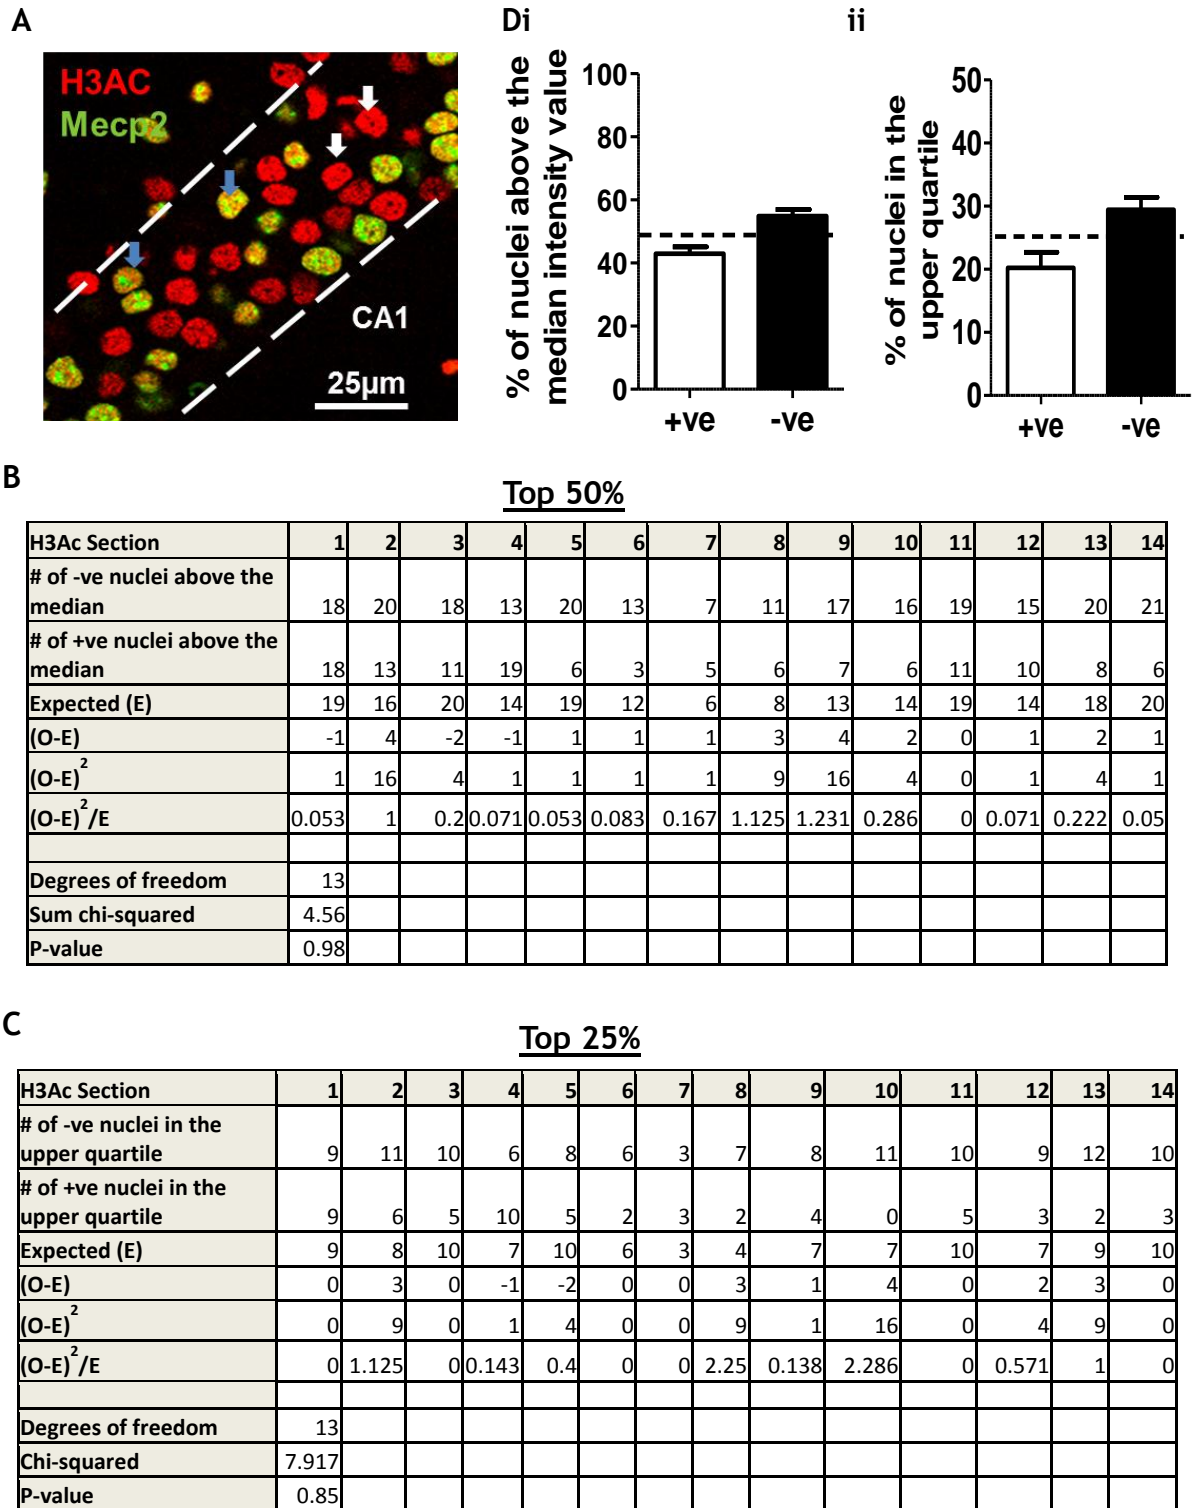 A
H3AC
Mecp2
CA1
25µm
Di
% of nuclei above the
median intensity value
100
80
60
40
20
0
+ve -ve
ii
% of nuclei in the
upper quartile
50
40
30
20
10
0
+ve -ve
B
Top 50%
H3Ac Section 1 2 3 4 5 6 7 8 9 10 11 12 13 14
# of -ve nuclei above the
median 18 20 18 13 20 13 7 11 17 16 19 15 20 21
# of +ve nuclei above the
median 18 13 11 19 6 3 5 6 7 6 11 10 8 6
Expected (E) 19 16 20 14 19 12 6 8 13 14 19 14 18 20
(O-E) -1 4 -2 -1 1 1 1 3 4 2 0 1 2 1
(O-E)2 1 16 4 1 1 1 1 9 16 4 0 1 4 1
(O-E)2/E 0.053 1 0.2 0.071 0.053 0.083 0.167 1.125 1.231 0.286 0 0.071 0.222 0.05
Degrees of freedom 13
Sum chi-squared 4.56
P-value 0.98
C
Top 25%
H3Ac Section 1 2 3 4 5 6 7 8 9 10 11 12 13 14
# of -ve nuclei in the
upper quartile 9 11 10 6 8 6 3 7 8 11 10 9 12 10
# of +ve nuclei in the
upper quartile 9 6 5 10 5 2 3 2 4 0 5 3 2 3
Expected (E) 9 8 10 7 10 6 3 4 7 7 10 7 9 10
(O-E) 0 3 0 -1 -2 0 0 3 1 4 0 2 3 0
(O-E)2 0 9 0 1 4 0 0 9 1 16 0 4 9 0
(O-E)2/E 0 1.125 0 0.143 0.4 0 0 2.25 0.138 2.286 0 0.571 1 0
Degrees of freedom 13
Chi-squared 7.917
P-value 0.85